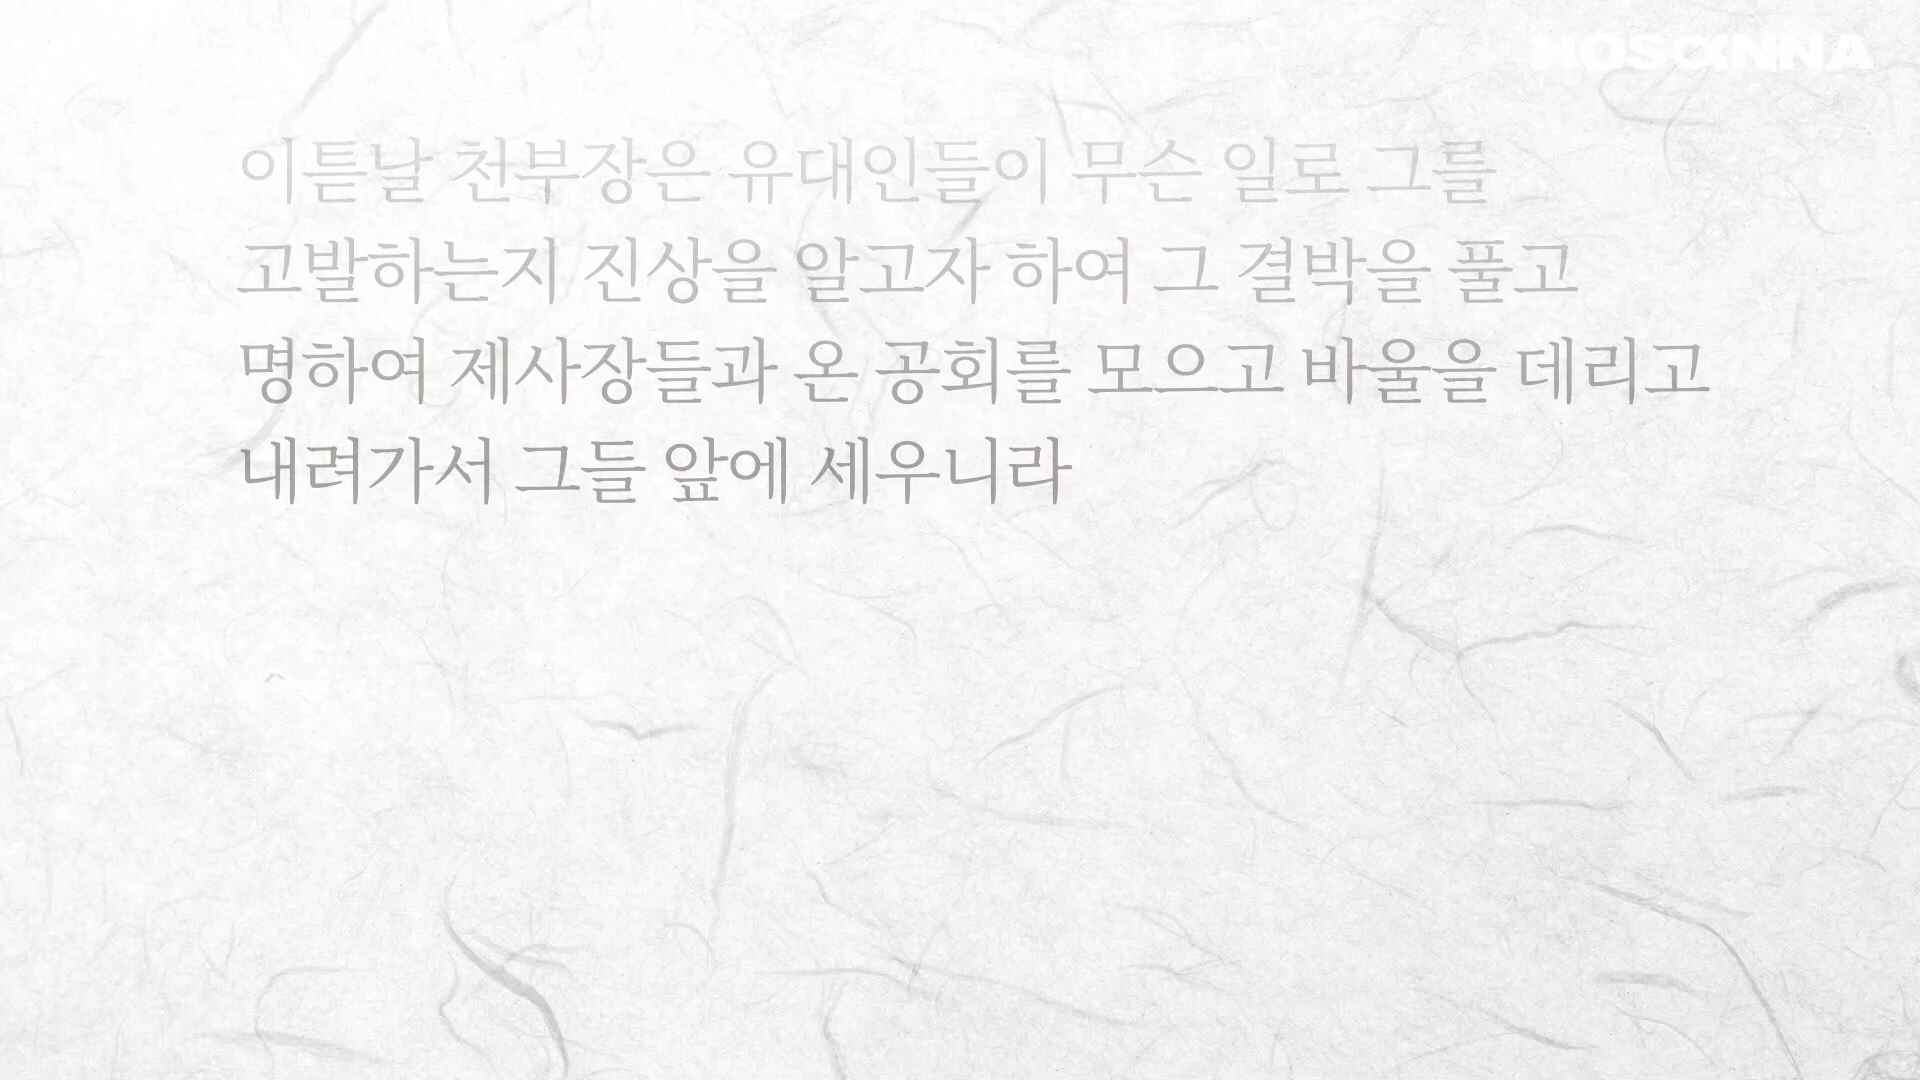 HOSANNA
이튿날 천부장은 유대인들이 무슨 일로 그를
고발하는지 진상을 알고자 하여 그 결박을 풀고
명하여 제사장들과 온 공회를 모으고 바울을 데리고
내려가서 그들 앞에 세우니라